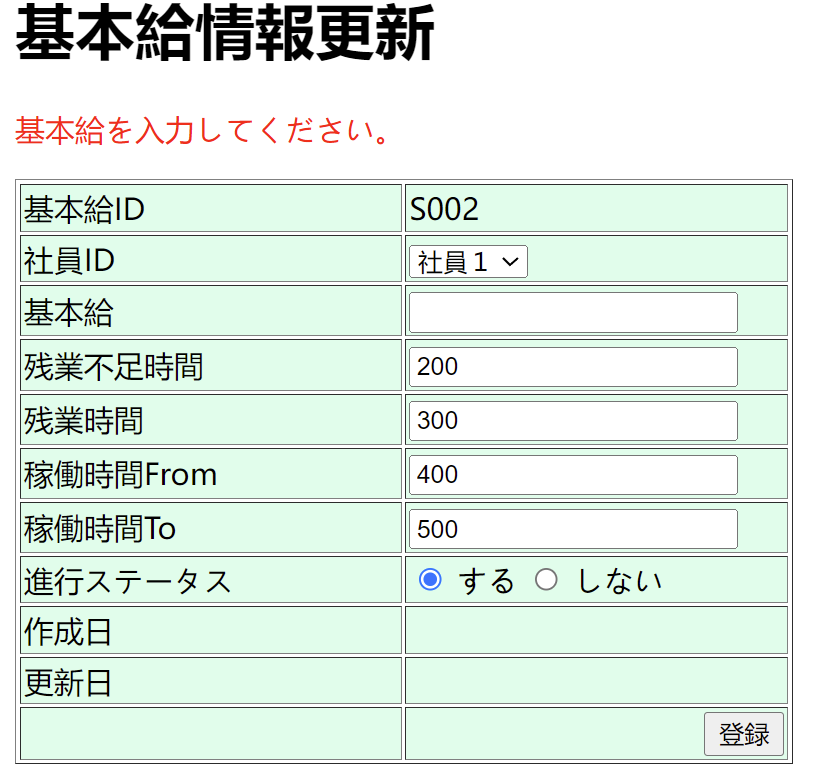 基本給情報更新
基本給を入力してください。
基本給ID S002
社員ID 社員１
基本給
残業不足時間 200
残業時間 300
稼働時間From 400
稼働時間To 500
進行ステータス する しない
作成日
更新日
登録